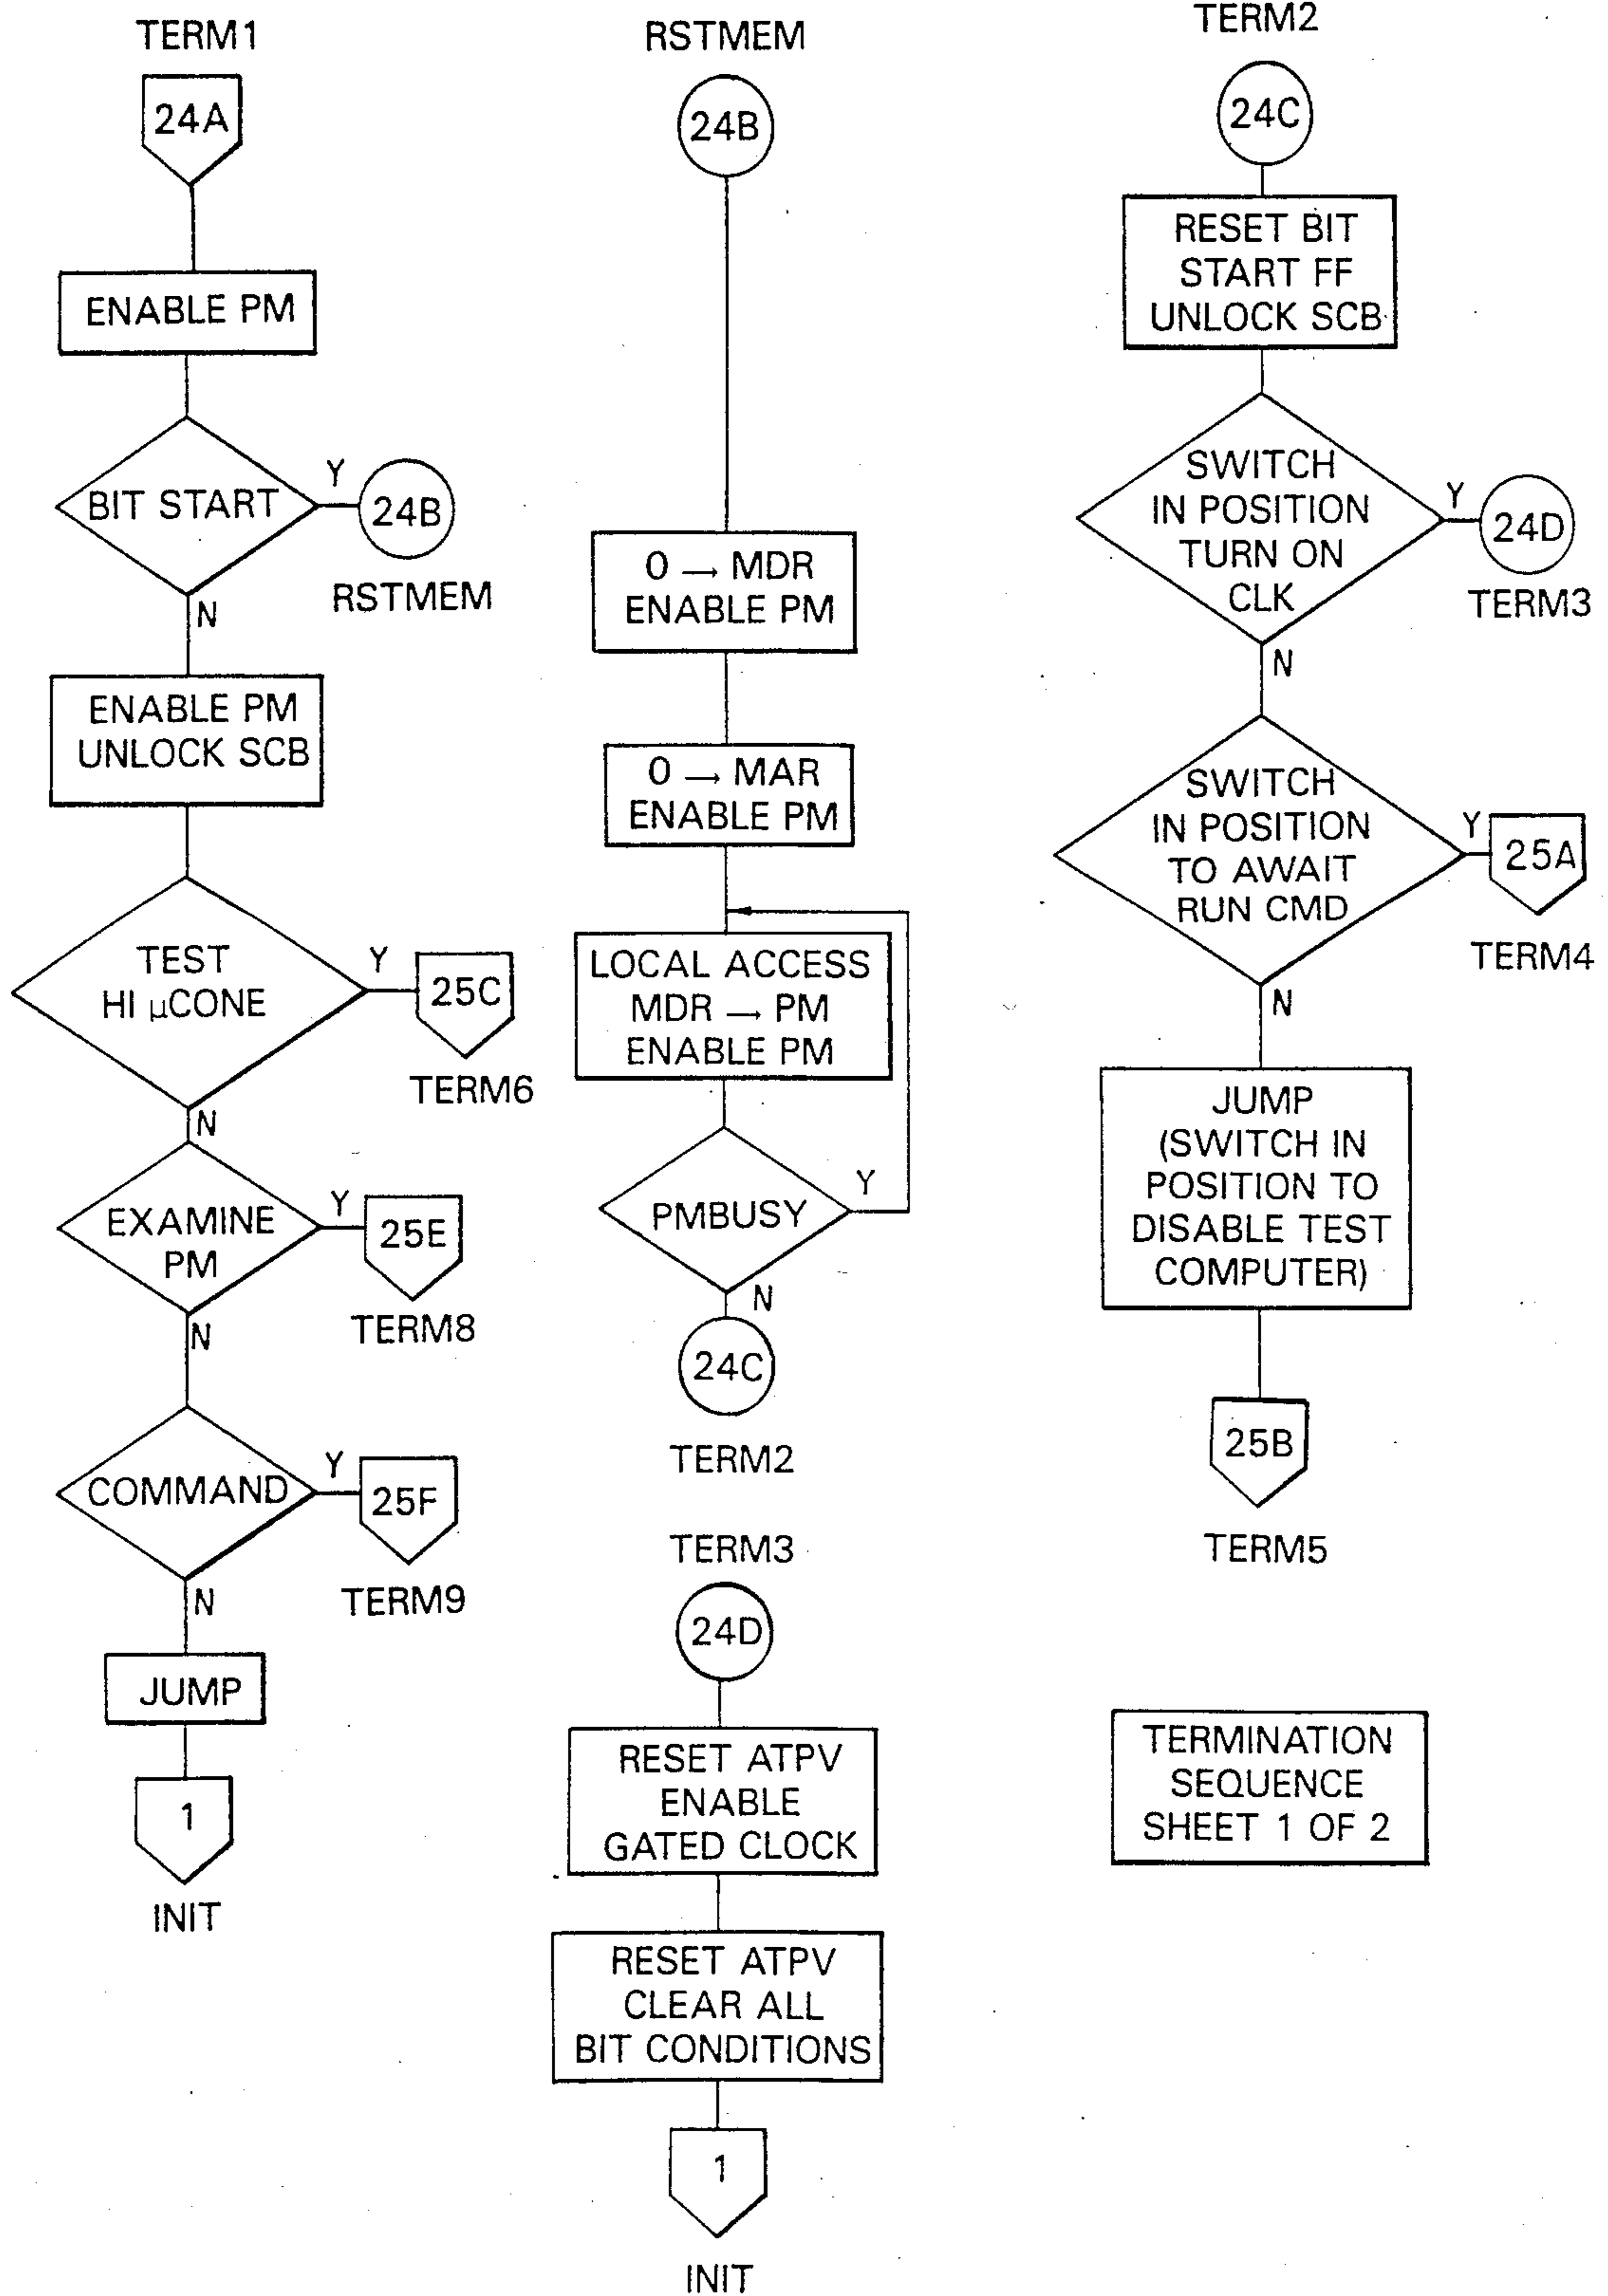 TERM1
24A
ENABLE PM
BIT START
Y
24B
RSTMEM
N
ENABLE PM
UNLOCK SCB
TEST
HI µCONE
Y
25C
TERM6
N
EXAMINE
PM
Y
25E
TERM8
N
COMMAND
Y
25F
TERM9
N
JUMP
1
INIT
RSTMEM
24B
0 → MDR
ENABLE PM
0 → MAR
ENABLE PM
LOCAL ACCESS
MDR → PM
ENABLE PM
PMBUSY
Y
N
24C
TERM2
TERM3
24D
RESET ATPV
ENABLE
GATED CLOCK
RESET ATPV
CLEAR ALL
BIT CONDITIONS
1
INIT
TERM2
24C
RESET BIT
START FF
UNLOCK SCB
SWITCH
IN POSITION
TURN ON
CLK
Y
24D
TERM3
N
SWITCH
IN POSITION
TO AWAIT
RUN CMD
Y
25A
TERM4
N
JUMP
(SWITCH IN
POSITION TO
DISABLE TEST
COMPUTER)
25B
TERM5
TERMINATION
SEQUENCE
SHEET 1 OF 2